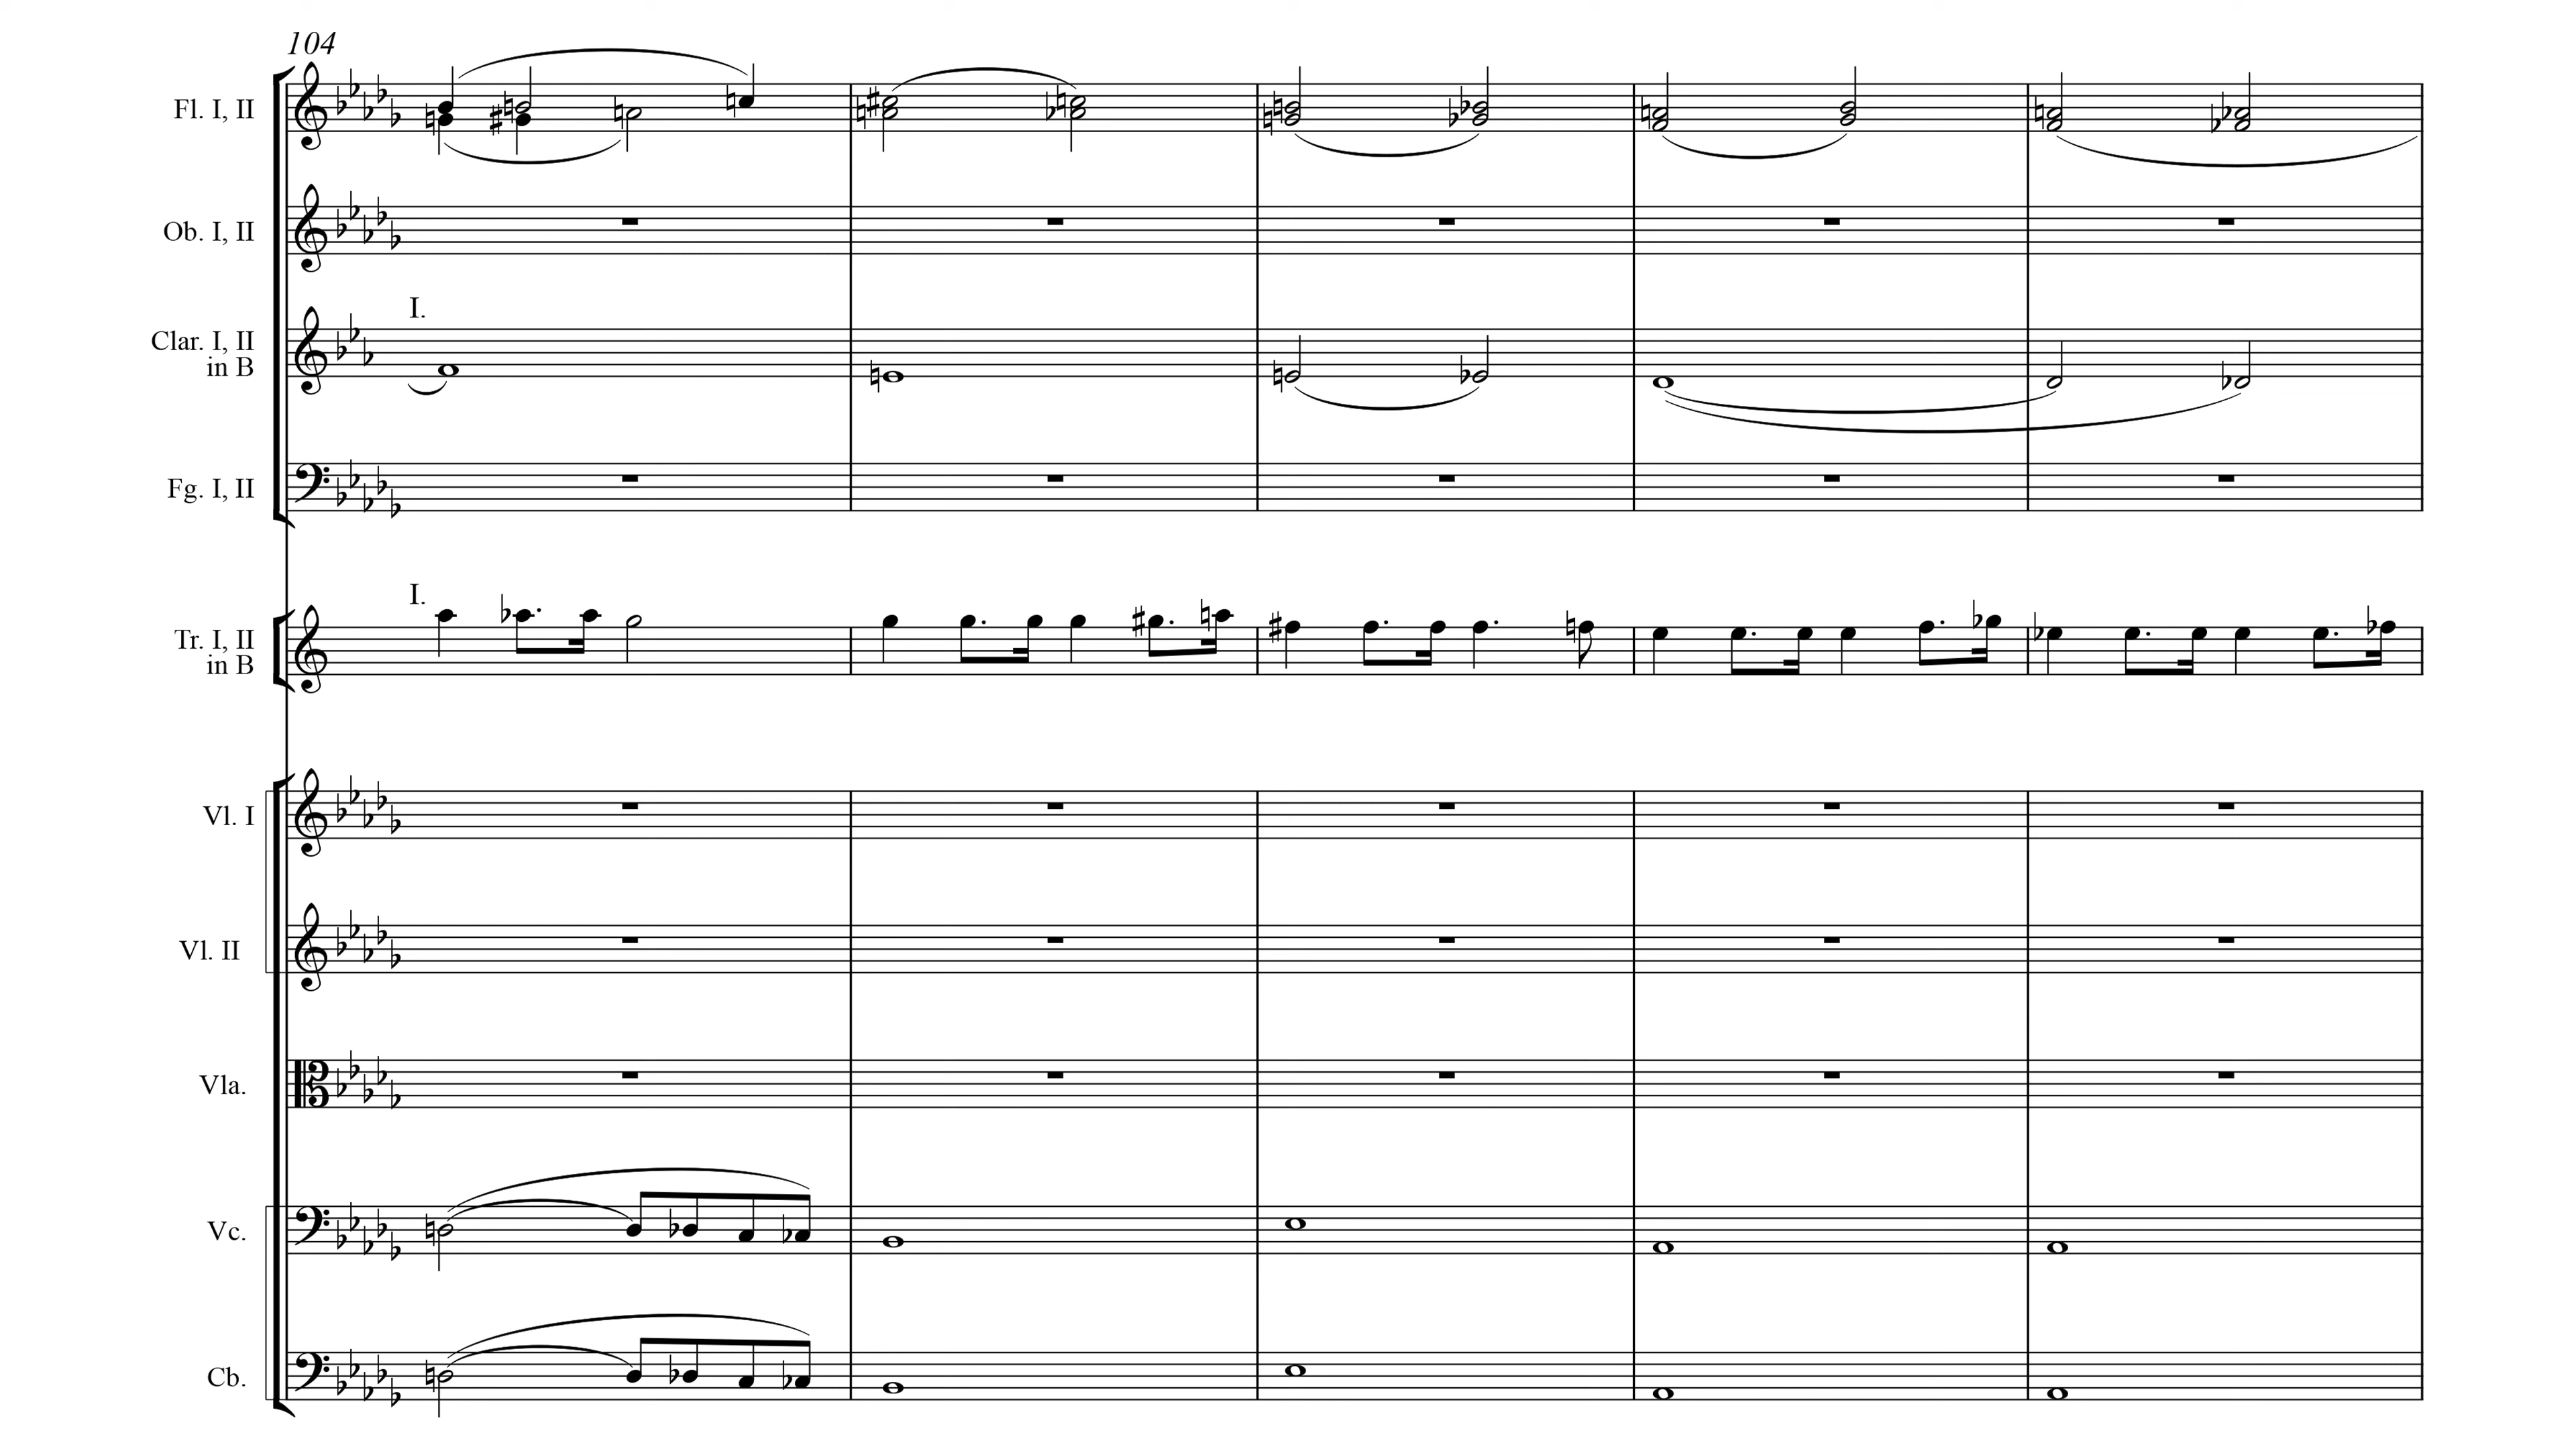 104
Fl. I, II
Ob. I, II
I.
Clar. I, II
in B
Fg. I, II
I.
Tr. I, II
in B
Vl. I
Vl. II
Vla.
Vc.
Cb.